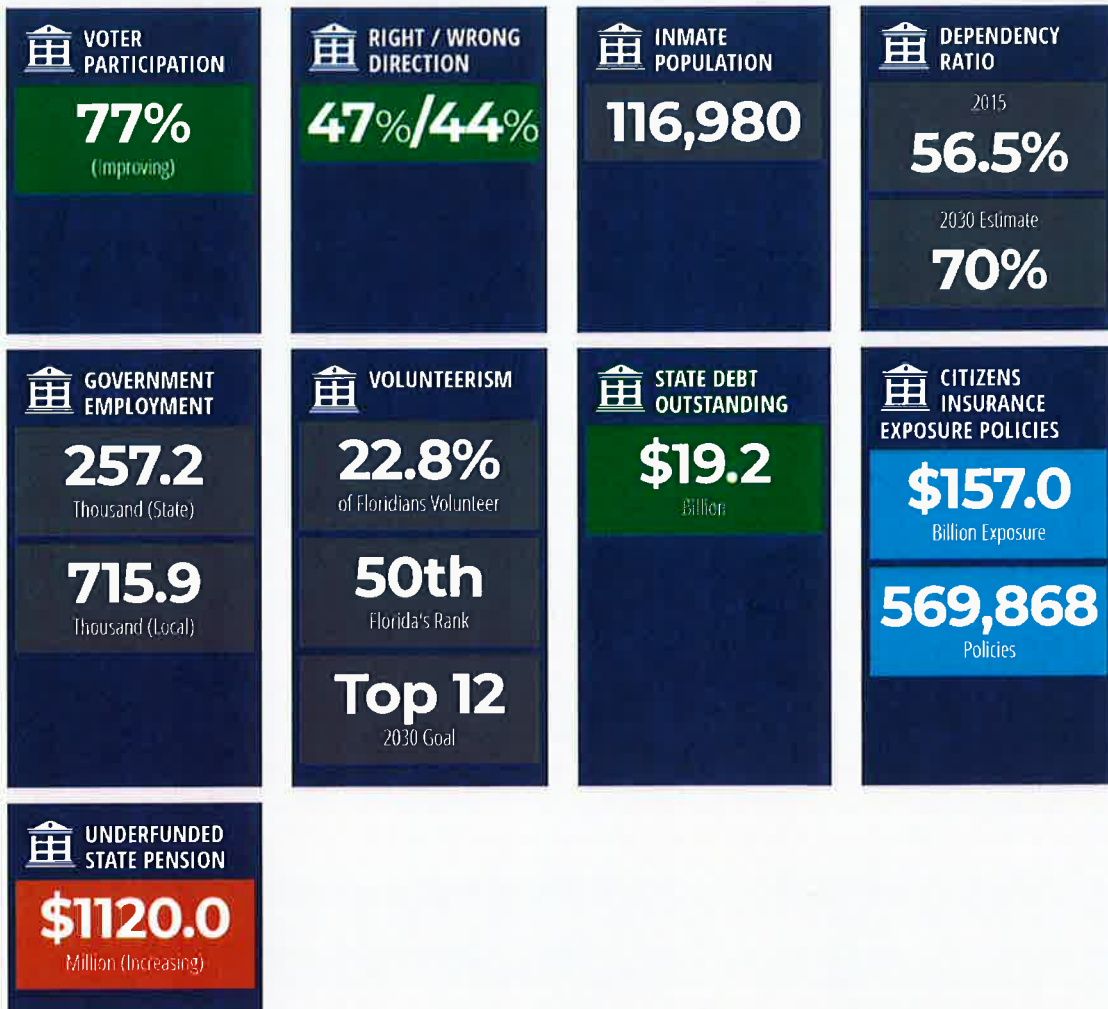 VOTER
PARTICIPATION
77%
(Improving)
RIGHT / WRONG
DIRECTION
47%/44%
INMATE
POPULATION
116,980
DEPENDENCY
RATIO
2015
56.5%
2030 Estimate
70%
GOVERNMENT
EMPLOYMENT
257.2
Thousand (State)
715.9
Thousand (Local)
VOLUNTEERISM
22.8%
of Floridians Volunteer
50th
Florida's Rank
Top 12
2030 Goal
STATE DEBT
OUTSTANDING
$19.2
Billion
CITIZENS
INSURANCE
EXPOSURE POLICIES
$157.0
Billion Exposure
569,868
Policies
UNDERFUNDED
STATE PENSION
$1120.0
Million (Increasing)